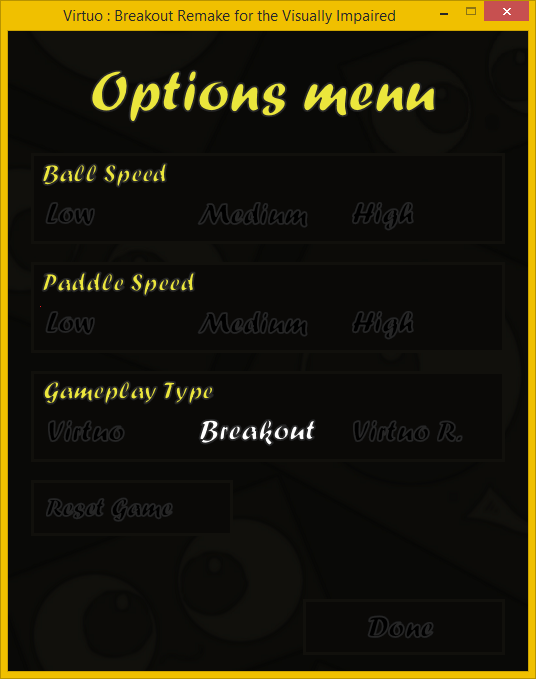 Virtuo : Breakout Remake for the Visually Impaired
Options menu
Ball Speed
Low Medium High
Paddle Speed
Low Medium High
Gameplay Type
Virtuo Breakout Virtuo R.
Reset Game
Done